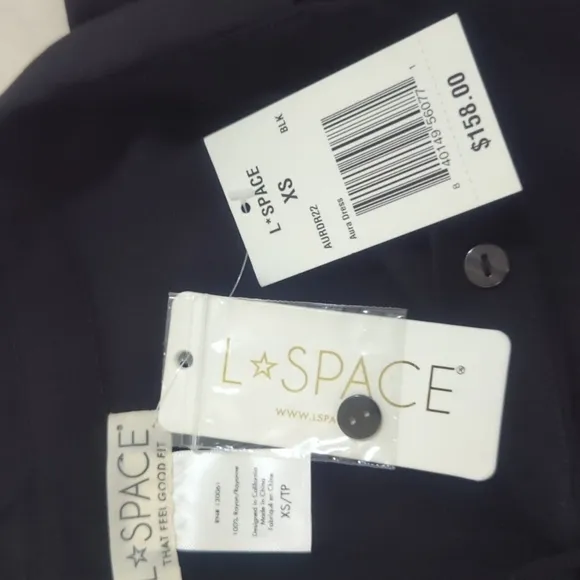 $158.00
8 40149 56077 1
Aura Dress
AURDR22
L*SPACE
XS BLK
L☆SPACE®
WWW.LSPA
L☆SPACE®
THAT FEEL GOOD FIT
100% Rayon/Rayonne
Designed in California
Made in China
Fabriqué en Chine
XS/TP